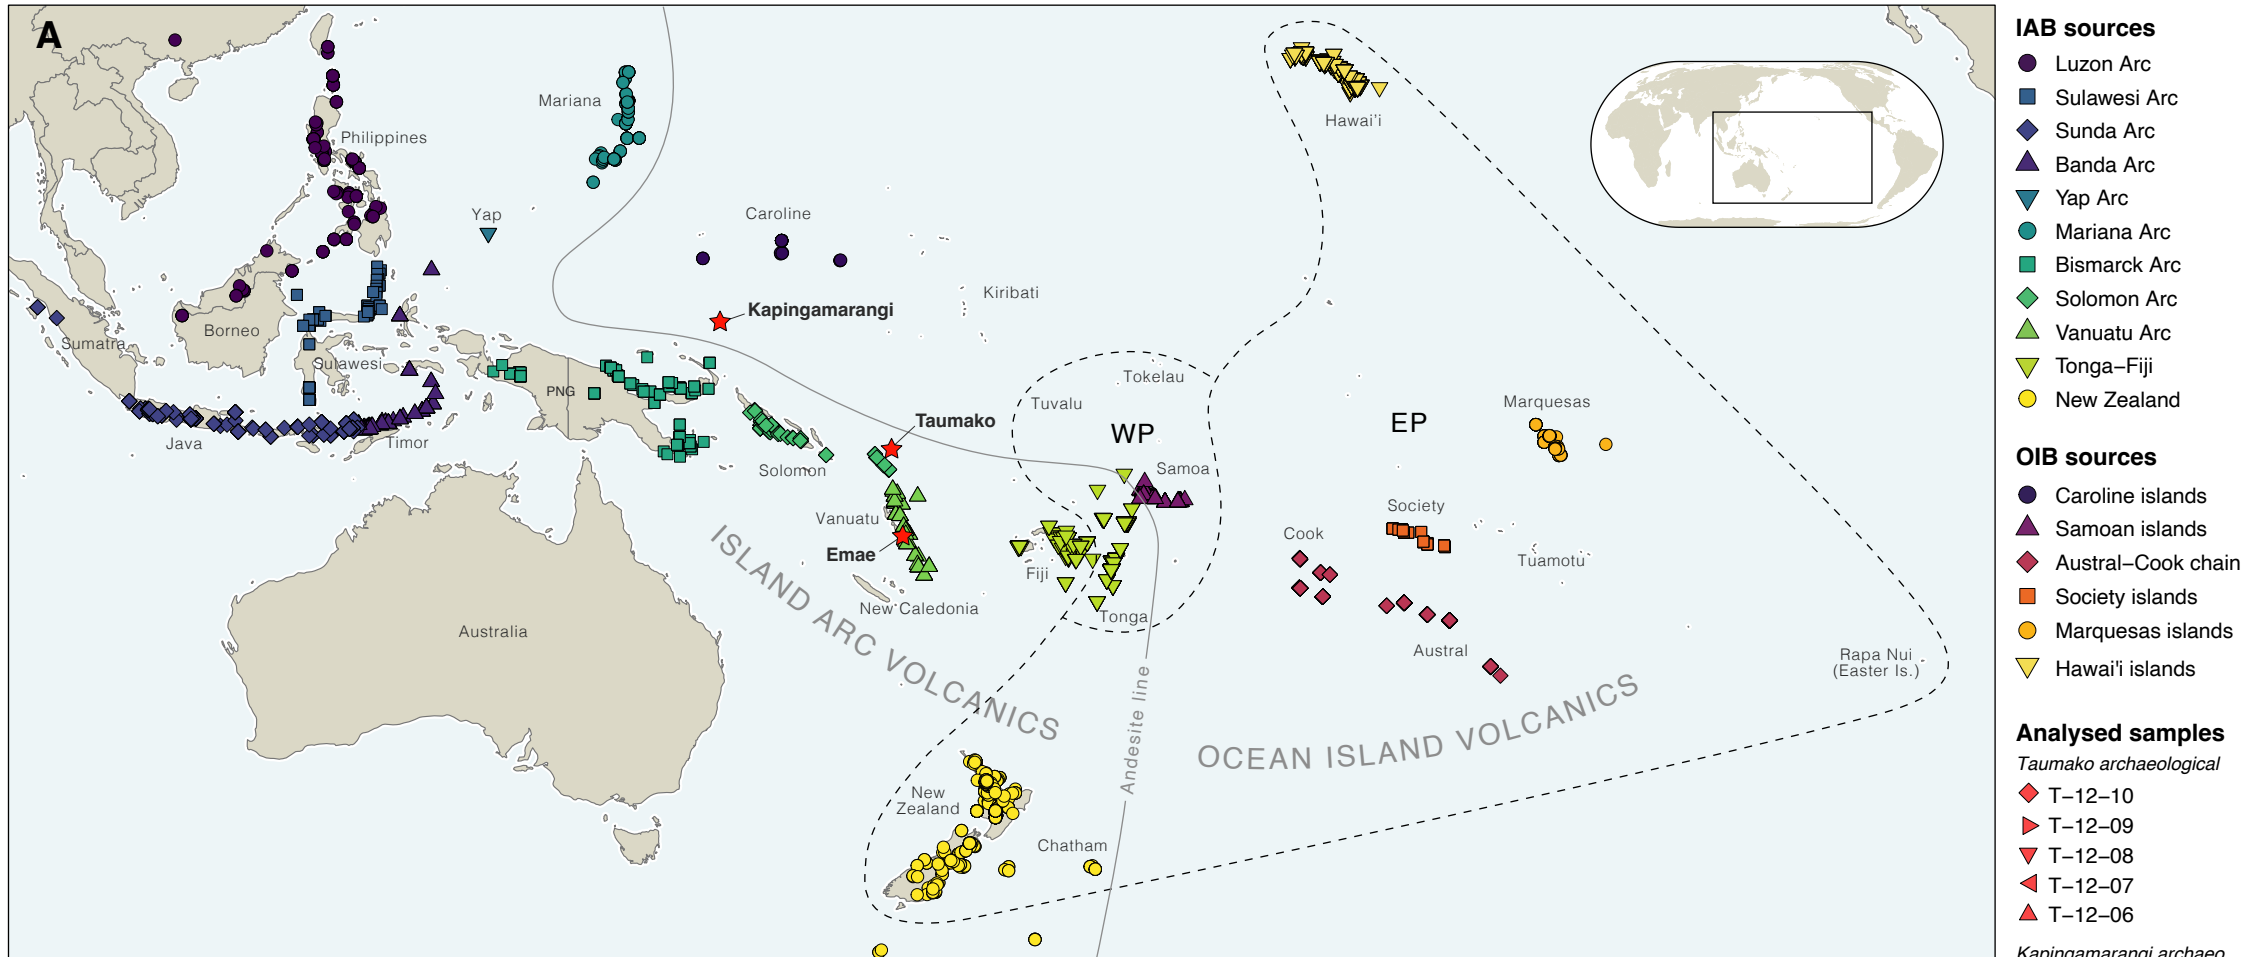 A
Mariana
Philippines
Hawai'i
Yap
Caroline
Kiribati
Kapingamarangi
Borneo
Sumatra
Sulawesi
PNG
Tokelau
Tuvalu
Marquesas
Taumako
WP
EP
Java
Timor
Solomon
Samoa
Society
Vanuatu
Cook
Emae
Fiji
Tuamotu
New Caledonia
Tonga
Australia
Austral
Rapa Nui
(Easter Is.)
ISLAND ARC VOLCANICS
Andesite line
OCEAN ISLAND VOLCANICS
New
Zealand
Chatham
IAB sources
Luzon Arc
Sulawesi Arc
Sunda Arc
Banda Arc
Yap Arc
Mariana Arc
Bismarck Arc
Solomon Arc
Vanuatu Arc
Tonga−Fiji
New Zealand
OIB sources
Caroline islands
Samoan islands
Austral−Cook chain
Society islands
Marquesas islands
Hawai'i islands
Analysed samples
Taumako archaeological
T−12−10
T−12−09
T−12−08
T−12−07
T−12−06
Kapingamarangi archaeo